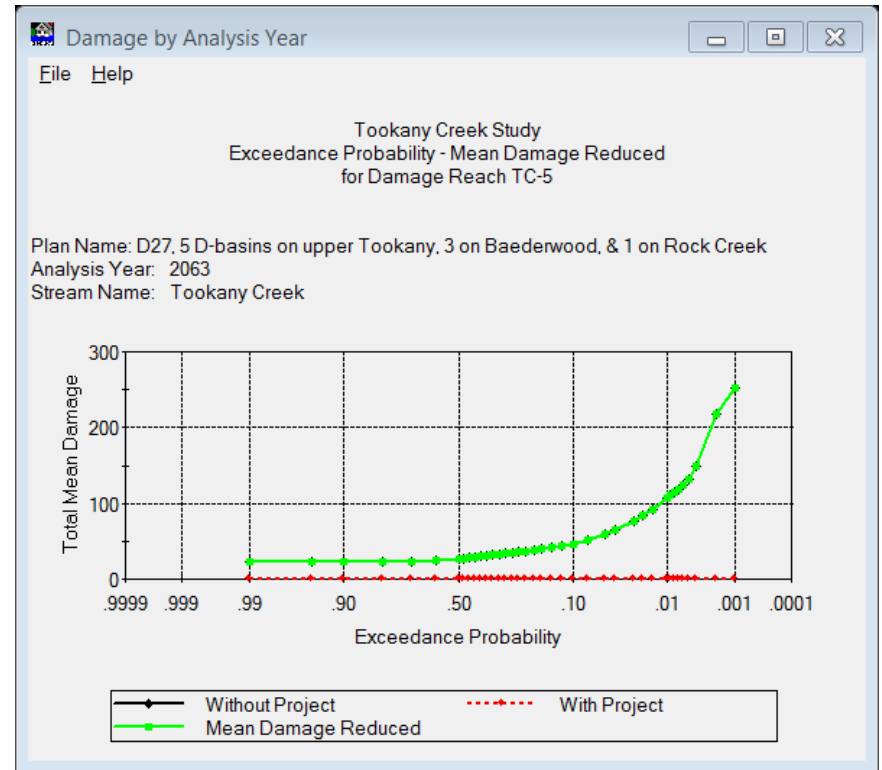 Damage by Analysis Year
File Help
Tookany Creek Study
Exceedance Probability - Mean Damage Reduced
for Damage Reach TC-5
Plan Name: D27, 5 D-basins on upper Tookany, 3 on Baederwood, & 1 on Rock Creek
Analysis Year: 2063
Stream Name: Tookany Creek
300
200
100
0
Total Mean Damage
.9999 .999 .99 .90 .50 .10 .01 .001 .0001
Exceedance Probability
Without Project With Project
Mean Damage Reduced